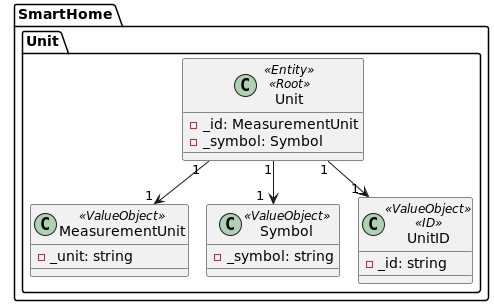 SmartHome
Unit
C
«Entity»
«Root»
Unit
_id: MeasurementUnit
_symbol: Symbol
1 1 1
1 1 1
C
«ValueObject»
MeasurementUnit
_unit: string
C
«ValueObject»
Symbol
_symbol: string
C
«ValueObject»
«ID»
UnitID
_id: string